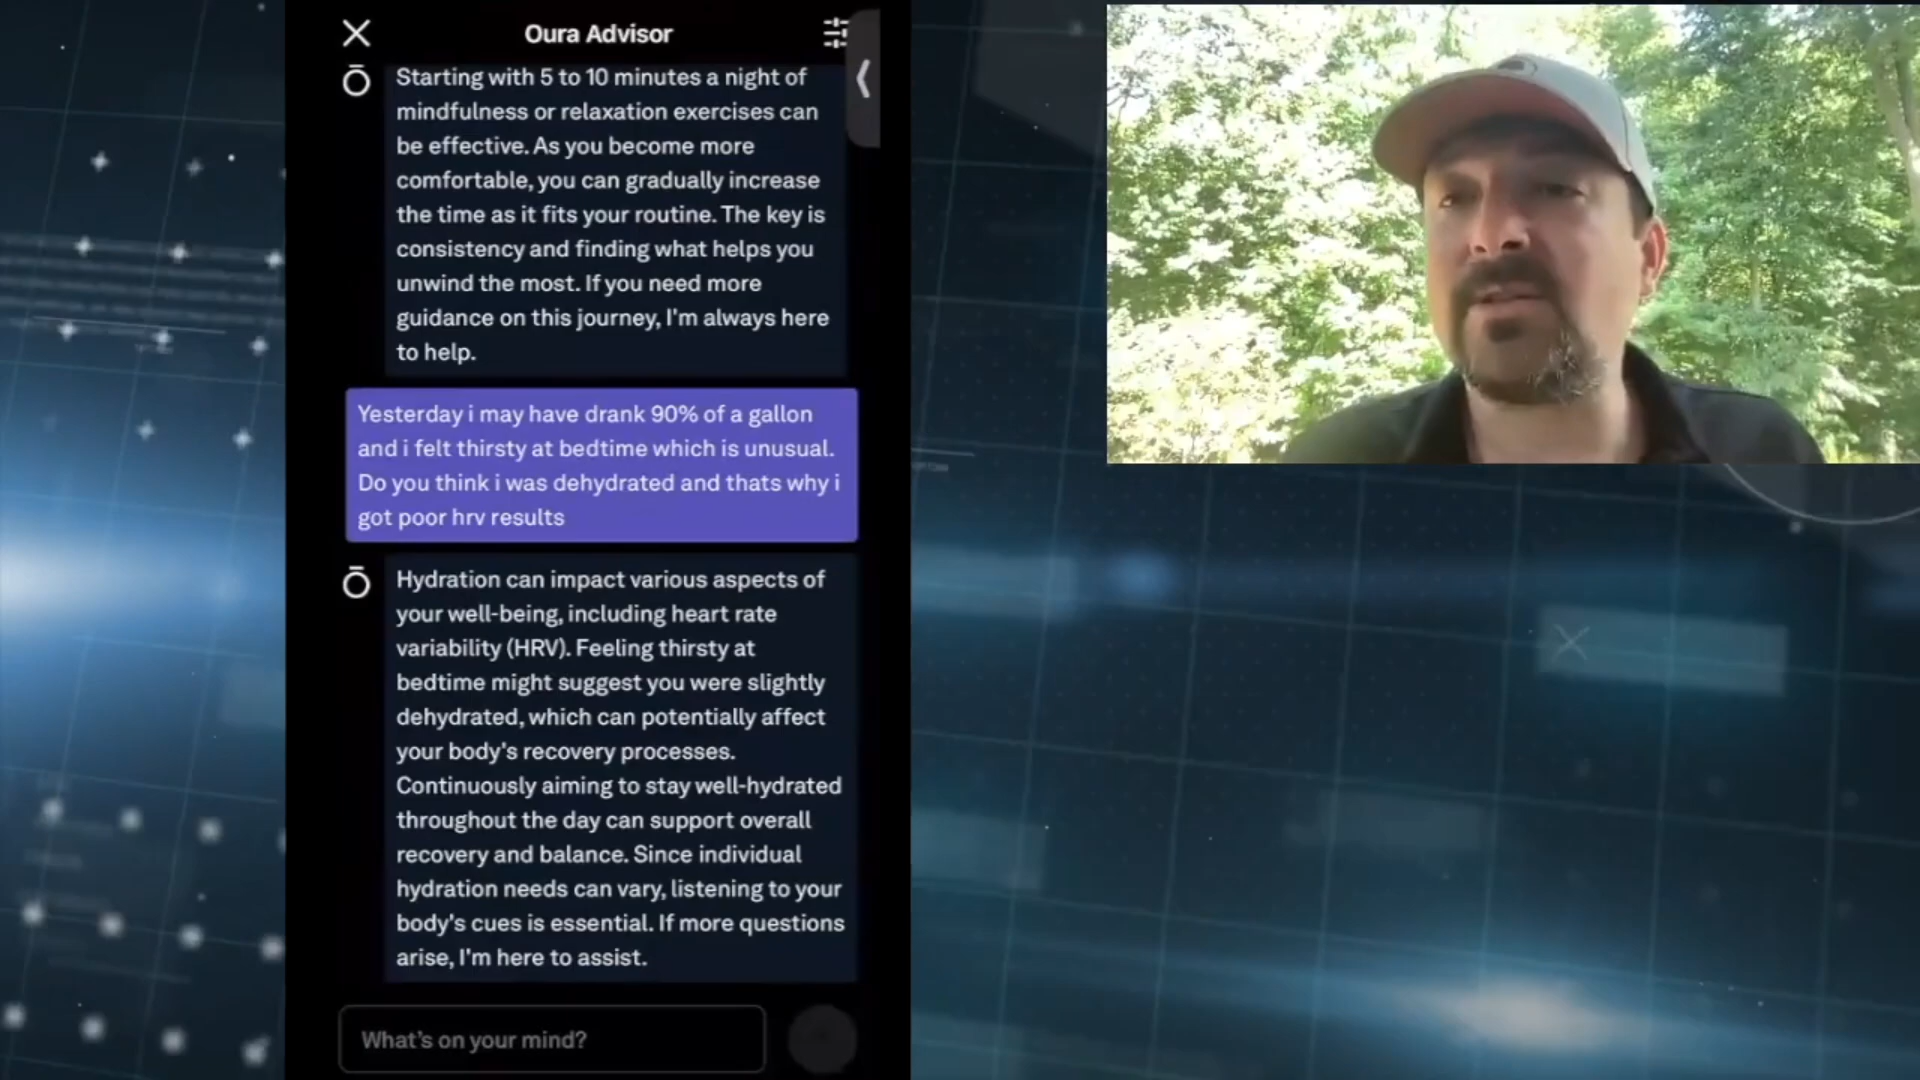 Oura Advisor
Starting with 5 to 10 minutes a night of
mindfulness or relaxation exercises can
be effective. As you become more
comfortable, you can gradually increase
the time as it fits your routine. The key is
consistency and finding what helps you
unwind the most. If you need more
guidance on this journey, I'm always here
to help.
Yesterday i may have drank 90% of a gallon
and i felt thirsty at bedtime which is unusual.
Do you think i was dehydrated and thats why i
got poor hrv results
Hydration can impact various aspects of
your well-being, including heart rate
variability (HRV). Feeling thirsty at
bedtime might suggest you were slightly
dehydrated, which can potentially affect
your body's recovery processes.
Continuously aiming to stay well-hydrated
throughout the day can support overall
recovery and balance. Since individual
hydration needs can vary, listening to your
body's cues is essential. If more questions
arise, I'm here to assist.
What's on your mind?